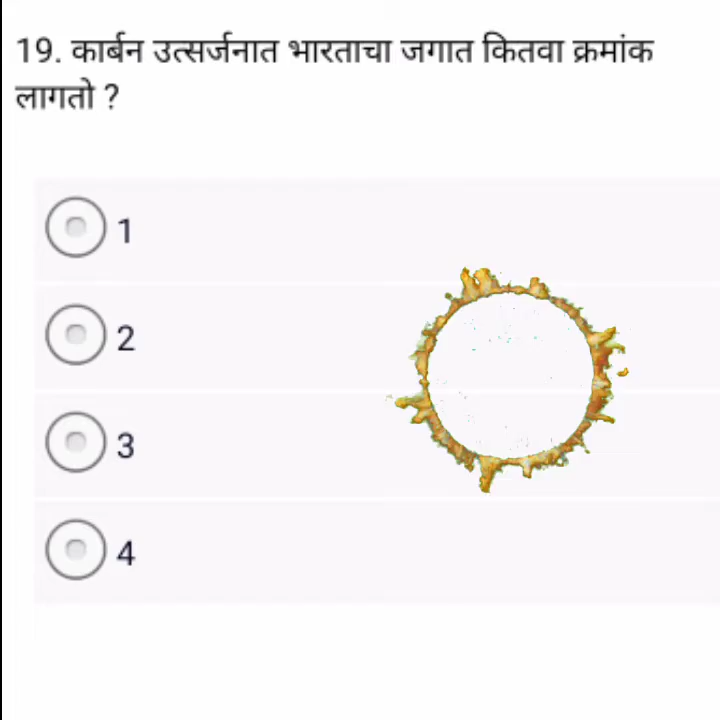 19. कार्बन उत्सर्जनात भारताचा जगात कितवा क्रमांक
लागतो ?
1
2
3
4